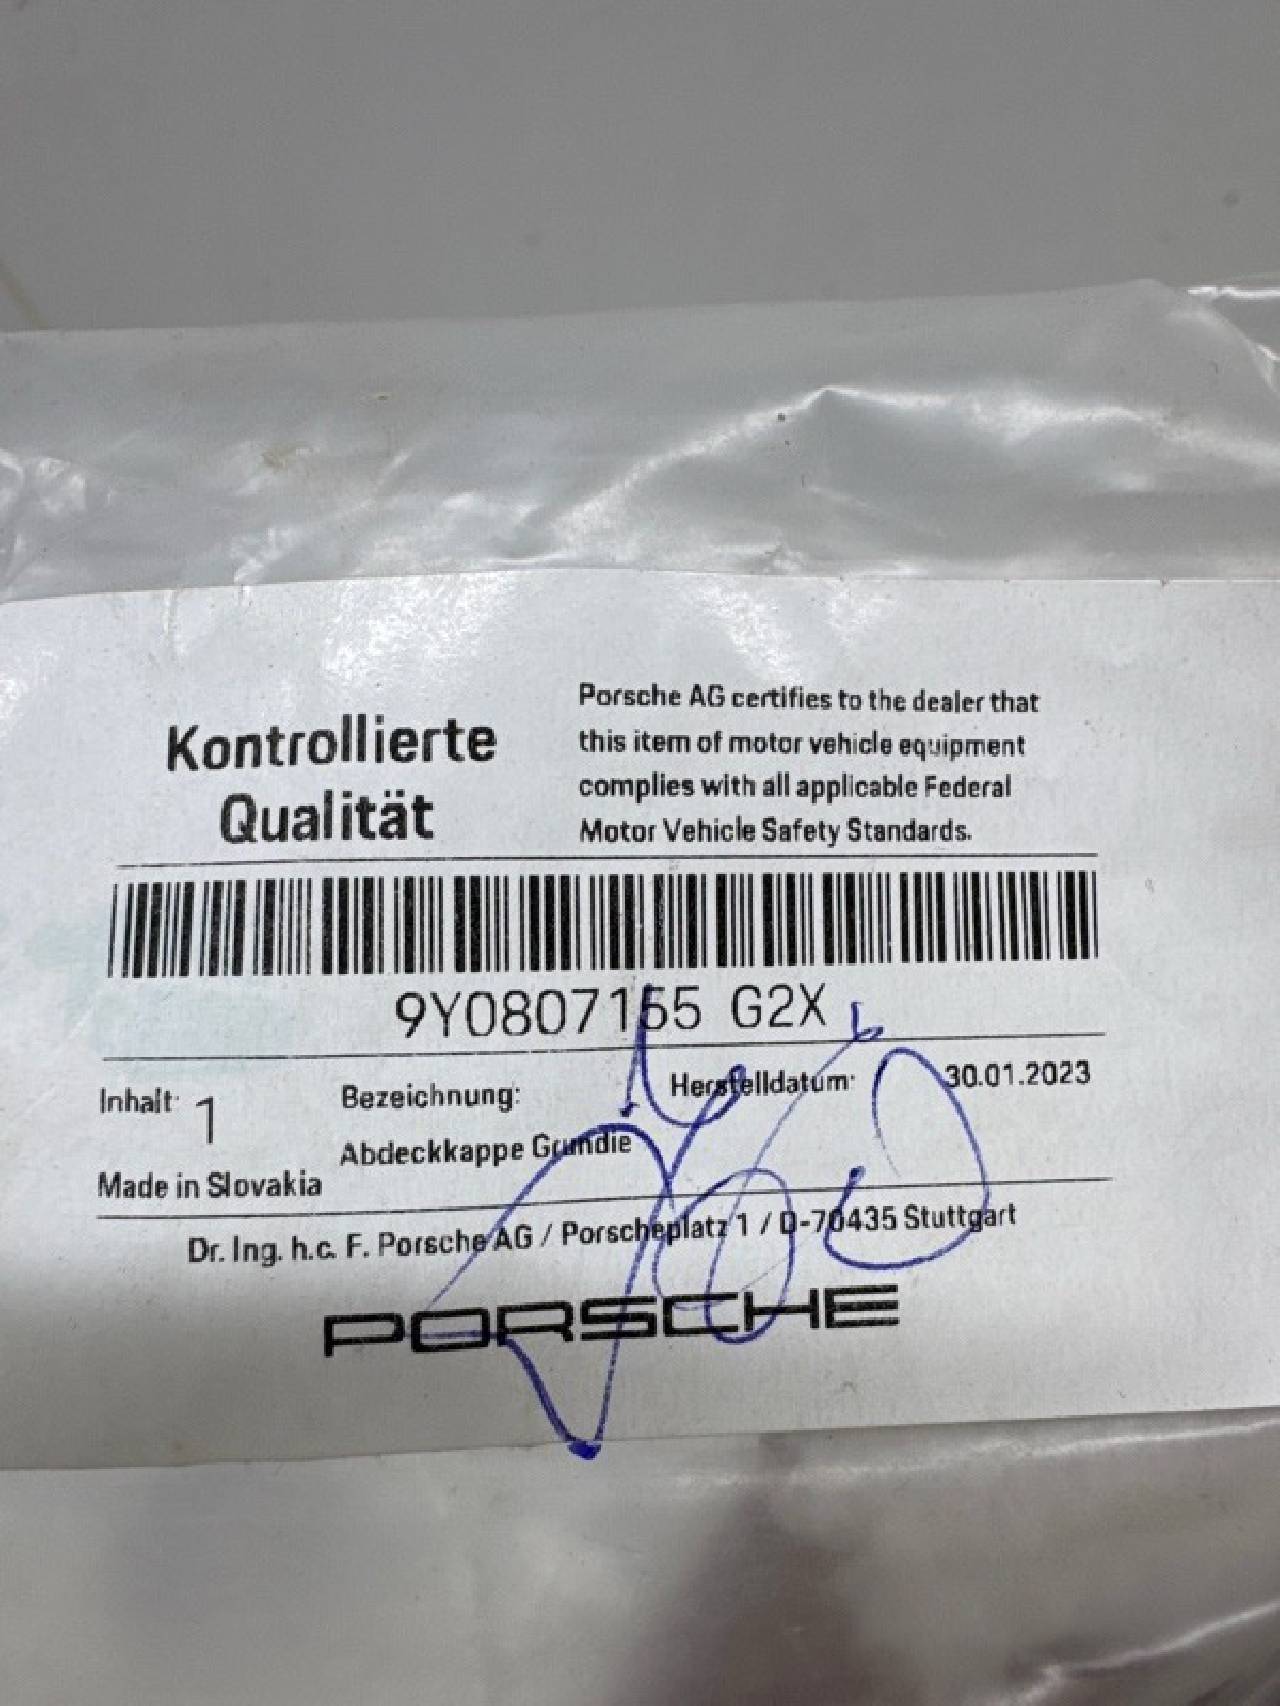 Kontrollierte
Qualität
Porsche AG certifies to the dealer that
this item of motor vehicle equipment
complies with all applicable Federal
Motor Vehicle Safety Standards.
9Y0807155 G2X
Inhalt: 1
Bezeichnung:
Abdeckkappe Grundie
Herstelldatum: 30.01.2023
Made in Slovakia
Dr. Ing. h.c. F. Porsche AG / Porscheplatz 1 / D-70435 Stuttgart
PORSCHE